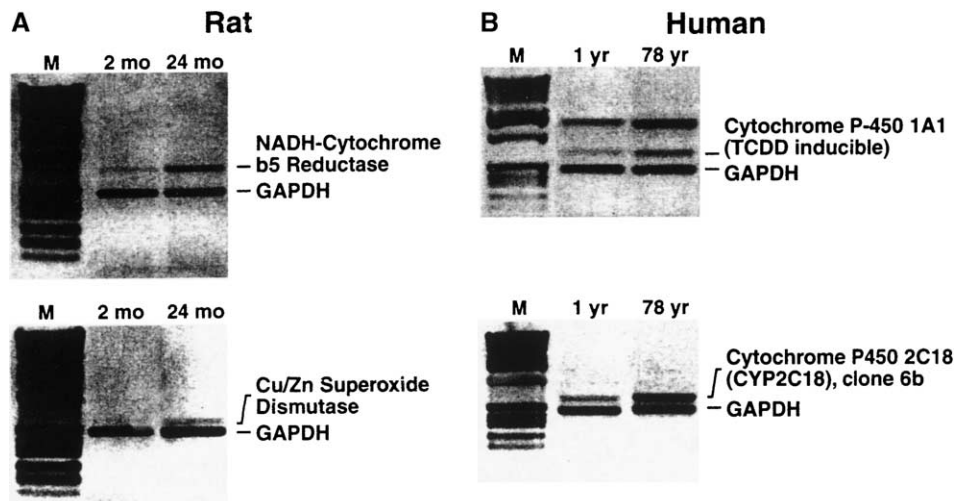 A Rat
M 2 mo 24 mo
NADH-Cytochrome
b5 Reductase
GAPDH
M 2 mo 24 mo
Cu/Zn Superoxide
Dismutase
GAPDH
B Human
M 1 yr 78 yr
Cytochrome P-450 1A1
(TCDD inducible)
GAPDH
M 1 yr 78 yr
Cytochrome P450 2C18
(CYP2C18), clone 6b
GAPDH